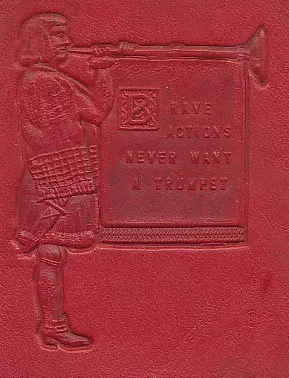 BRAVE
ACTIONS
NEVER WANT
A TRUMPET